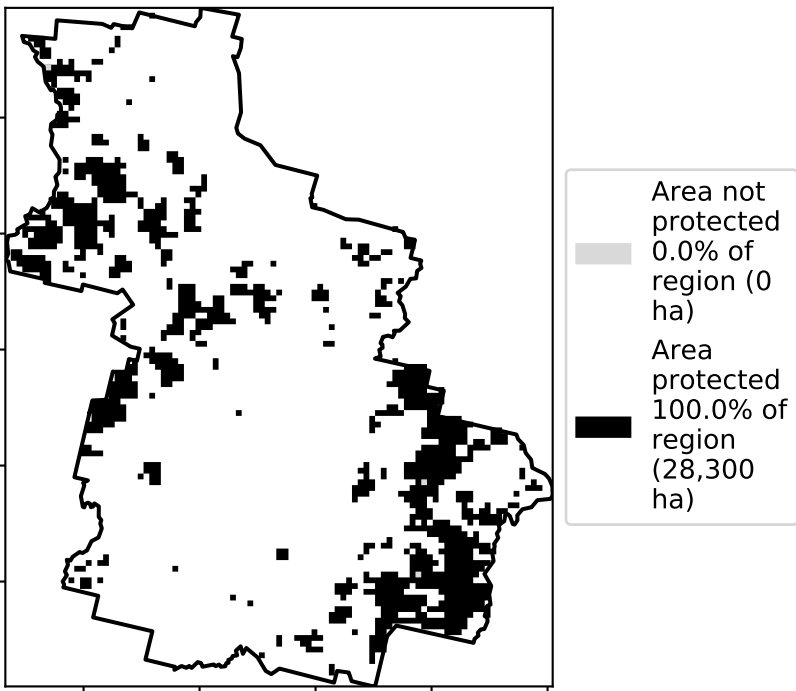 Area not
protected
0.0% of
region (0
ha)
Area
protected
100.0% of
region
(28,300
ha)